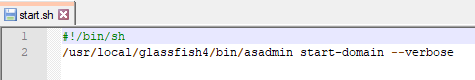 start.sh
1 #!/bin/sh
2 /usr/local/glassfish4/bin/asadmin start-domain --verbose